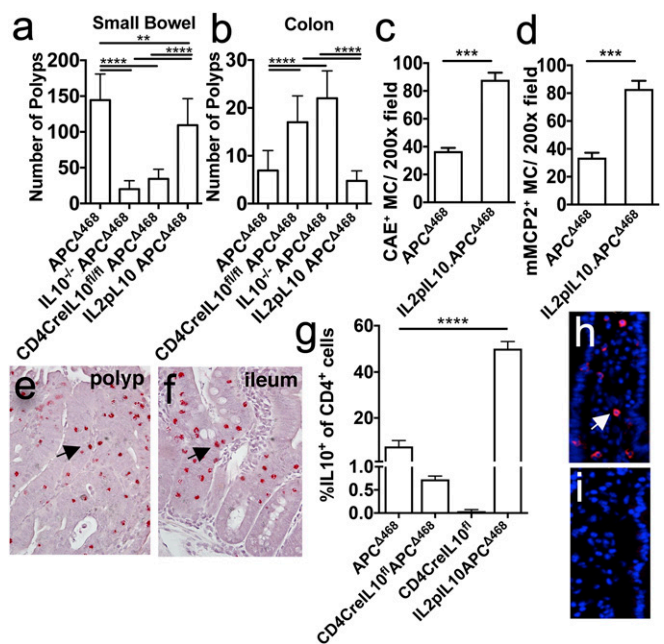 a
Small Bowel
**
****
****
Number of Polyps
200
150
100
50
0
APCΔ468
IL10-/- APCΔ468
CD4CreIL10fl/fl APCΔ468
IL2pL10 APCΔ468
b
Colon
****
****
Number of Polyps
30
20
10
0
APCΔ468
CD4CreIL10fl/fl APCΔ468
IL10-/- APCΔ468
IL2pIL10 APCΔ468
c
***
CAE+ MC/ 200x field
100
80
60
40
20
0
APCΔ468
IL2pIL10.APCΔ468
d
***
mMCP2+ MC/ 200x field
100
80
60
40
20
0
APCΔ468
IL2pIL10.APCΔ468
e
polyp
f
ileum
g
****
%IL10+ of CD4+ cells
60
40
20
1.0
0.5
0.0
APCΔ468
CD4CreIL10flAPCΔ468
CD4CreIL10fl
IL2pIL10APCΔ468
h
i